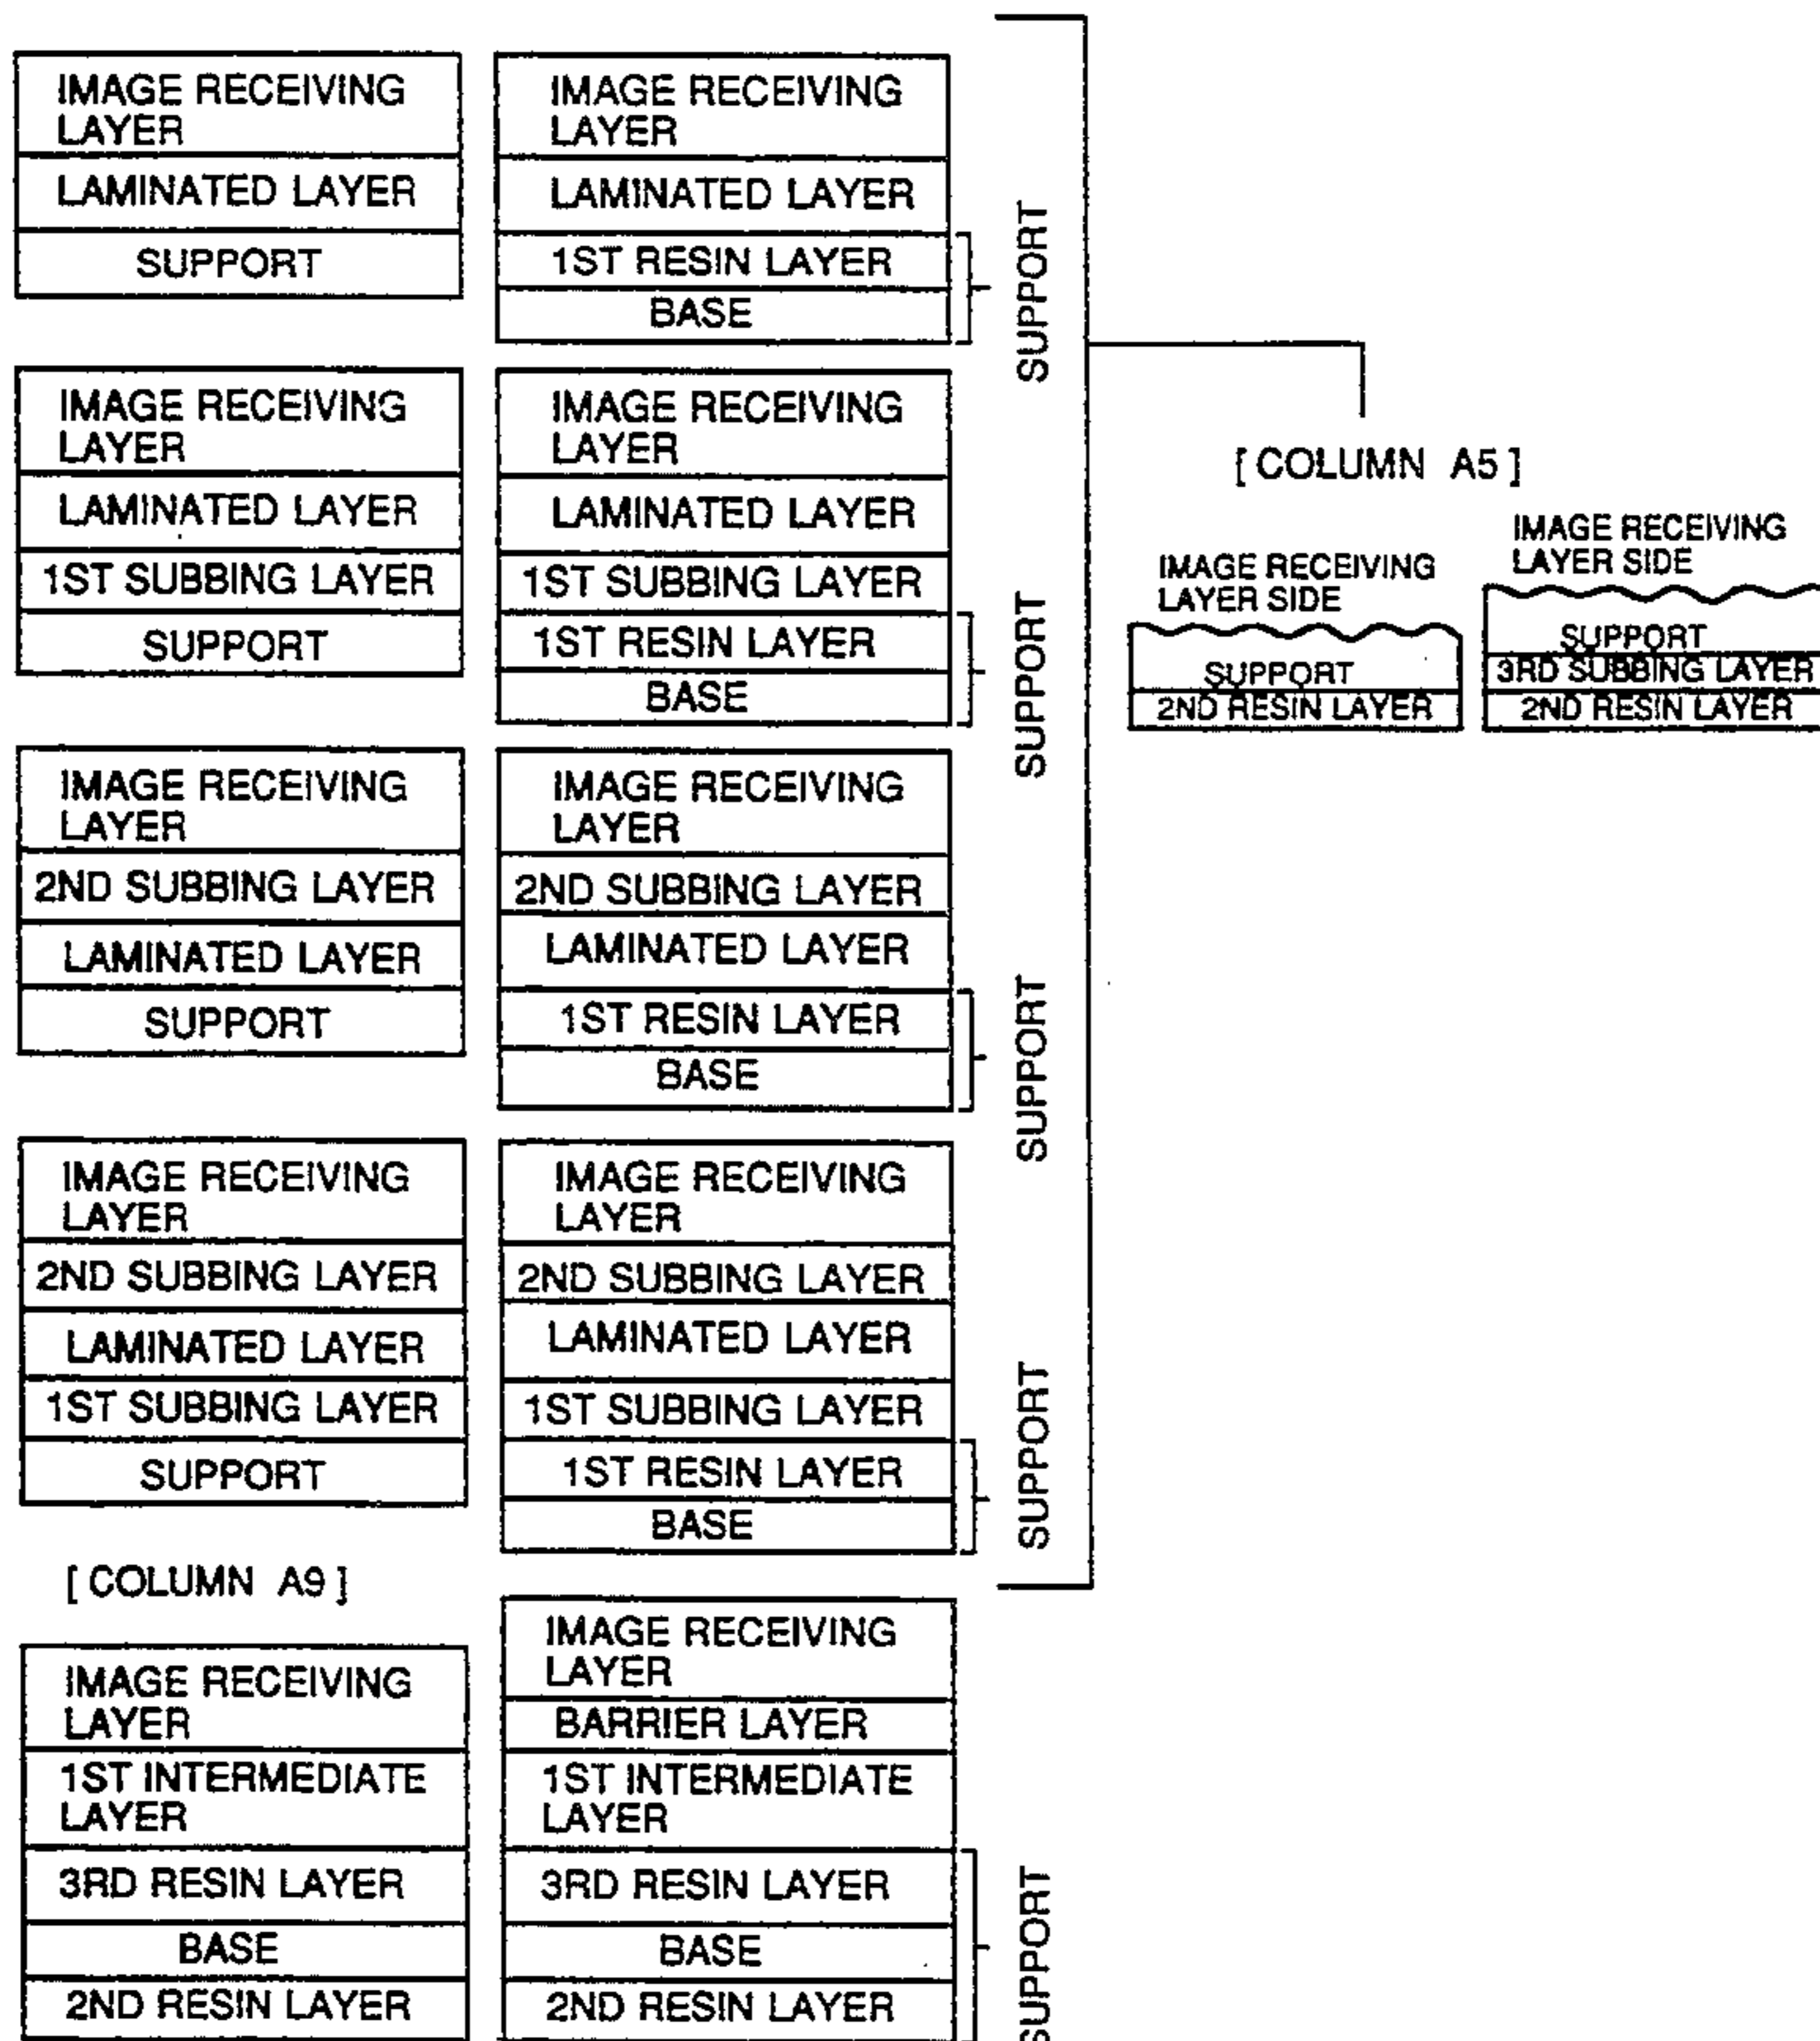 IMAGE RECEIVING
LAYER
LAMINATED LAYER
SUPPORT
IMAGE RECEIVING
LAYER
LAMINATED LAYER
1ST RESIN LAYER
BASE
SUPPORT
IMAGE RECEIVING
LAYER
LAMINATED LAYER
1ST SUBBING LAYER
SUPPORT
IMAGE RECEIVING
LAYER
LAMINATED LAYER
1ST SUBBING LAYER
1ST RESIN LAYER
BASE
SUPPORT
IMAGE RECEIVING
LAYER
2ND SUBBING LAYER
LAMINATED LAYER
SUPPORT
IMAGE RECEIVING
LAYER
2ND SUBBING LAYER
LAMINATED LAYER
1ST RESIN LAYER
BASE
SUPPORT
IMAGE RECEIVING
LAYER
2ND SUBBING LAYER
LAMINATED LAYER
1ST SUBBING LAYER
SUPPORT
IMAGE RECEIVING
LAYER
2ND SUBBING LAYER
LAMINATED LAYER
1ST SUBBING LAYER
1ST RESIN LAYER
BASE
SUPPORT
[ COLUMN A5 ]
IMAGE RECEIVING
LAYER SIDE
SUPPORT
2ND RESIN LAYER
IMAGE RECEIVING
LAYER SIDE
SUPPORT
3RD SUBBING LAYER
2ND RESIN LAYER
[ COLUMN A9 ]
IMAGE RECEIVING
LAYER
1ST INTERMEDIATE
LAYER
3RD RESIN LAYER
BASE
2ND RESIN LAYER
IMAGE RECEIVING
LAYER
BARRIER LAYER
1ST INTERMEDIATE
LAYER
3RD RESIN LAYER
BASE
2ND RESIN LAYER
SUPPORT